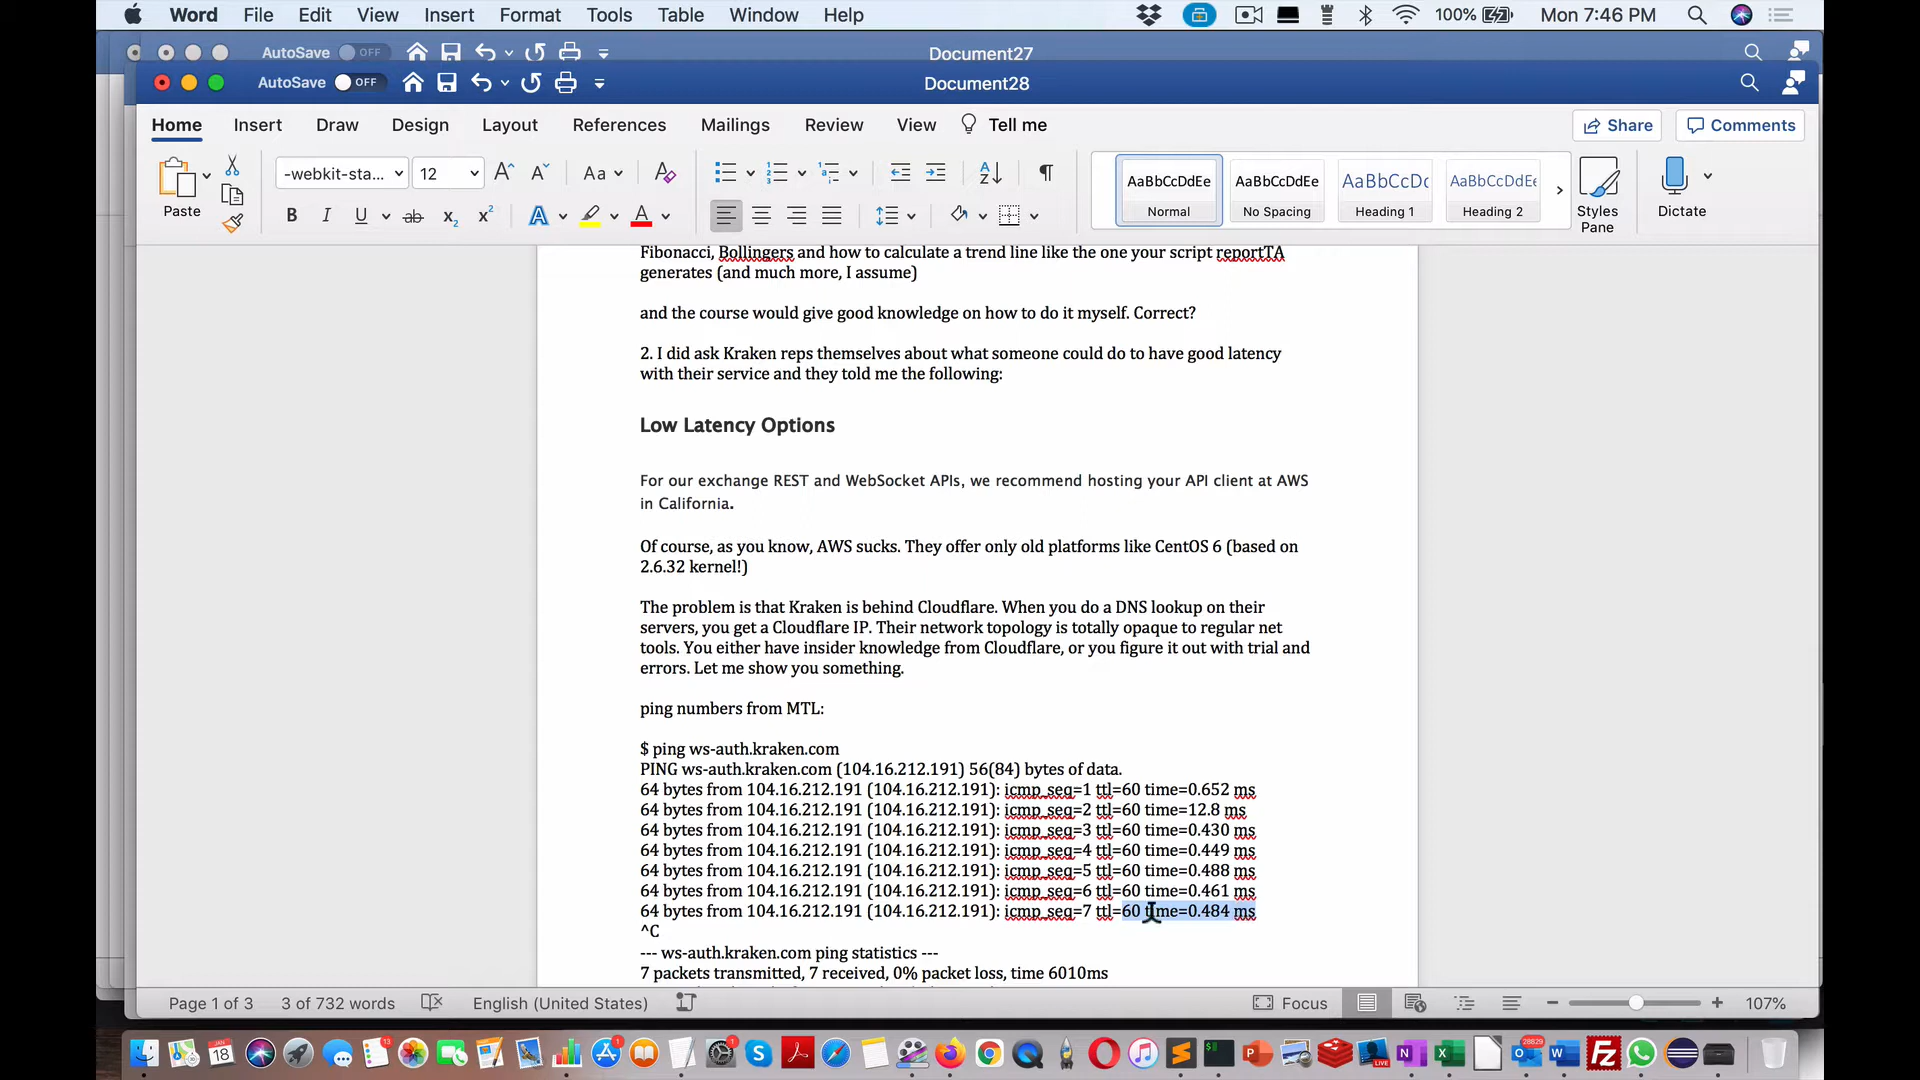 Word File Edit View Insert Format Tools Table Window Help 100% Mon 7:46 PM
AutoSave OFF Document27
AutoSave OFF Document28
Home Insert Draw Design Layout References Mailings Review View Tell me Share Comments
-webkit-sta... 12 Aa
AaBbCcDdEe AaBbCcDdEe AaBbCcDc AaBbCcDdEe
Paste Normal No Spacing Heading 1 Heading 2 Styles Pane Dictate
Fibonacci, Bollingers and how to calculate a trend line like the one your script reportTA
generates (and much more, I assume)
and the course would give good knowledge on how to do it myself. Correct?
2. I did ask Kraken reps themselves about what someone could do to have good latency
with their service and they told me the following:
Low Latency Options
For our exchange REST and WebSocket APIs, we recommend hosting your API client at AWS
in California.
Of course, as you know, AWS sucks. They offer only old platforms like CentOS 6 (based on
2.6.32 kernel!)
The problem is that Kraken is behind Cloudflare. When you do a DNS lookup on their
servers, you get a Cloudflare IP. Their network topology is totally opaque to regular net
tools. You either have insider knowledge from Cloudflare, or you figure it out with trial and
errors. Let me show you something.
ping numbers from MTL:
$ ping ws-auth.kraken.com
PING ws-auth.kraken.com (104.16.212.191) 56(84) bytes of data.
64 bytes from 104.16.212.191 (104.16.212.191): icmp_seq=1 ttl=60 time=0.652 ms
64 bytes from 104.16.212.191 (104.16.212.191): icmp_seq=2 ttl=60 time=12.8 ms
64 bytes from 104.16.212.191 (104.16.212.191): icmp_seq=3 ttl=60 time=0.430 ms
64 bytes from 104.16.212.191 (104.16.212.191): icmp_seq=4 ttl=60 time=0.449 ms
64 bytes from 104.16.212.191 (104.16.212.191): icmp_seq=5 ttl=60 time=0.488 ms
64 bytes from 104.16.212.191 (104.16.212.191): icmp_seq=6 ttl=60 time=0.461 ms
64 bytes from 104.16.212.191 (104.16.212.191): icmp_seq=7 ttl=60 time=0.484 ms
^C
--- ws-auth.kraken.com ping statistics ---
7 packets transmitted, 7 received, 0% packet loss, time 6010ms
Page 1 of 3 3 of 732 words English (United States) Focus 107%